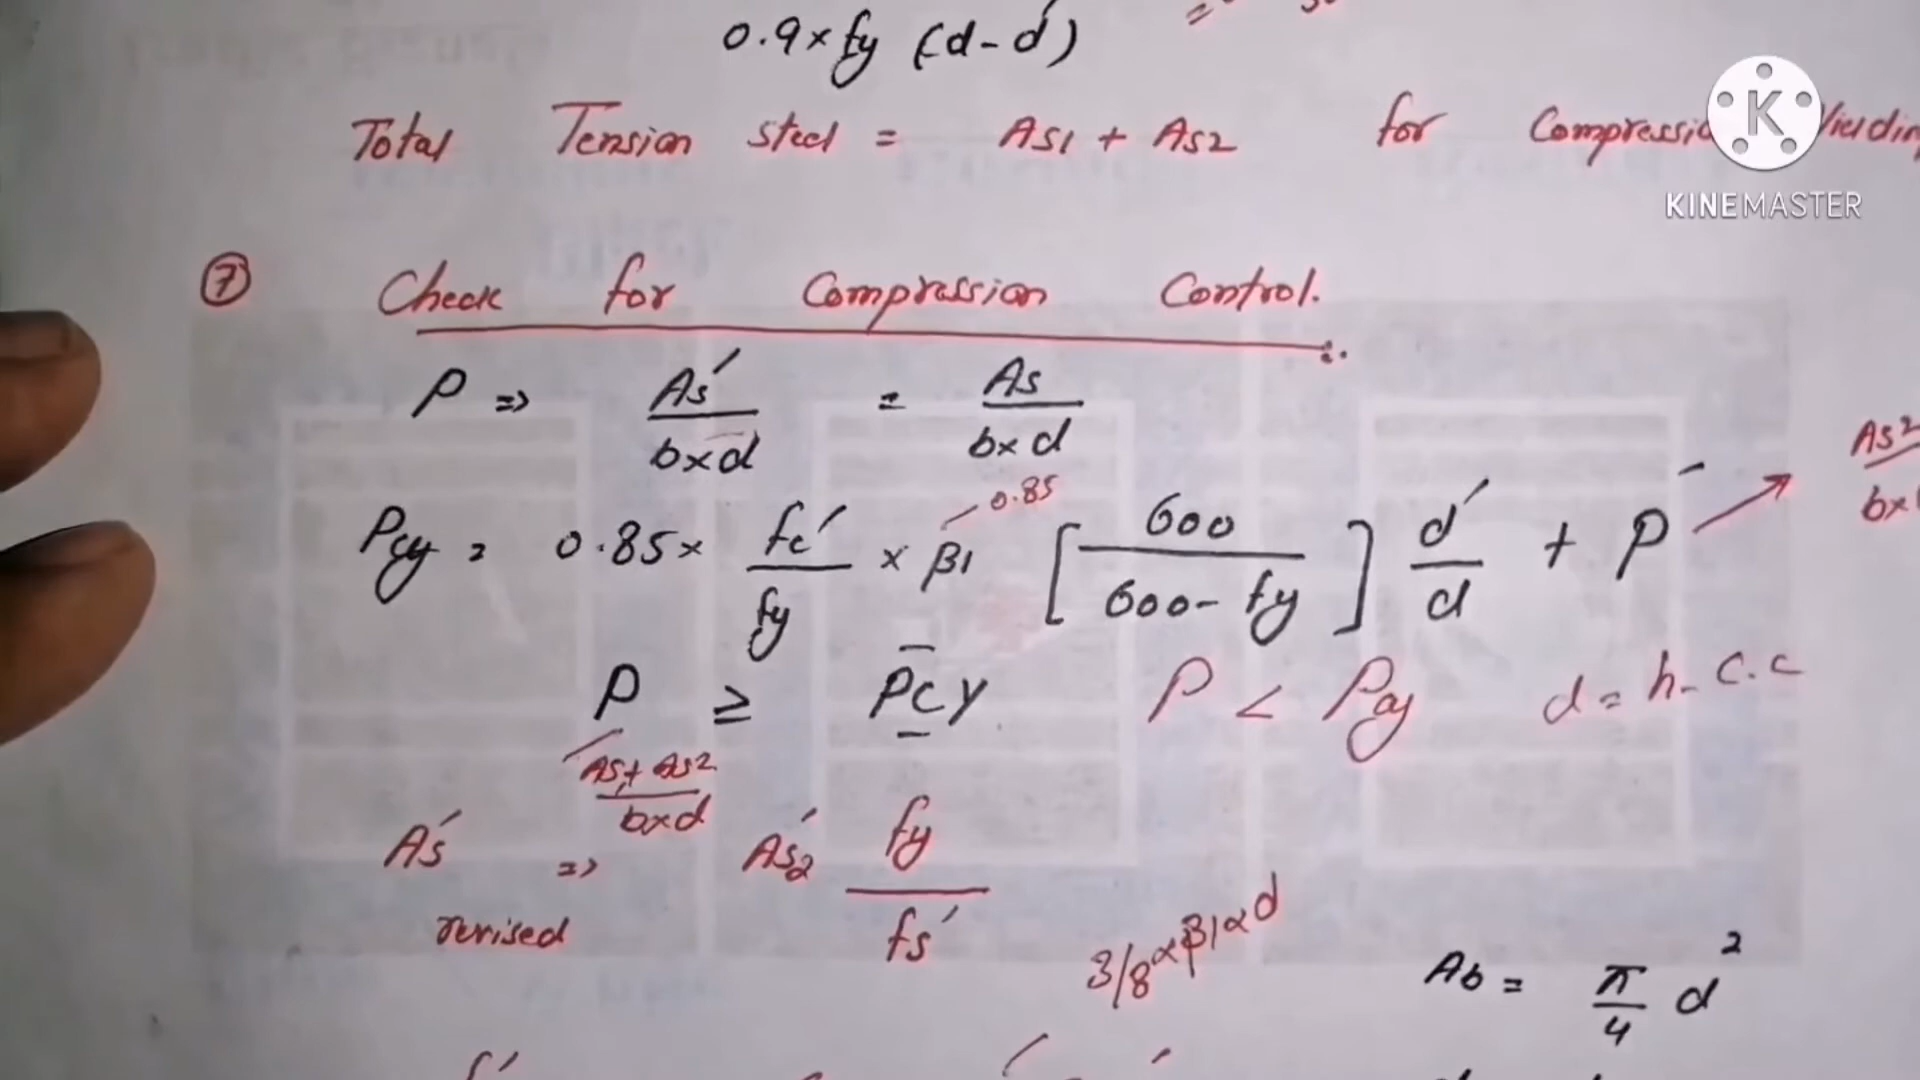 0.9×fy (d-d')
Total Tension steel = As1 + As2 for Compressio Yieldin
KINEMASTER
⑦ Check for Compression Control.
ρ => As'/b×d = As/b×d
As2/b×
ρcy = 0.85× fc'/fy × β1 [600/600-fy] d'/d + ρ'
0.85
ρ ≥ ρcy ρ < ρcy d = h- c.c
As1+As2/b×d
As' => As2' fy/fs'
revised
3/8×β1×d
Ab = π/4 d²